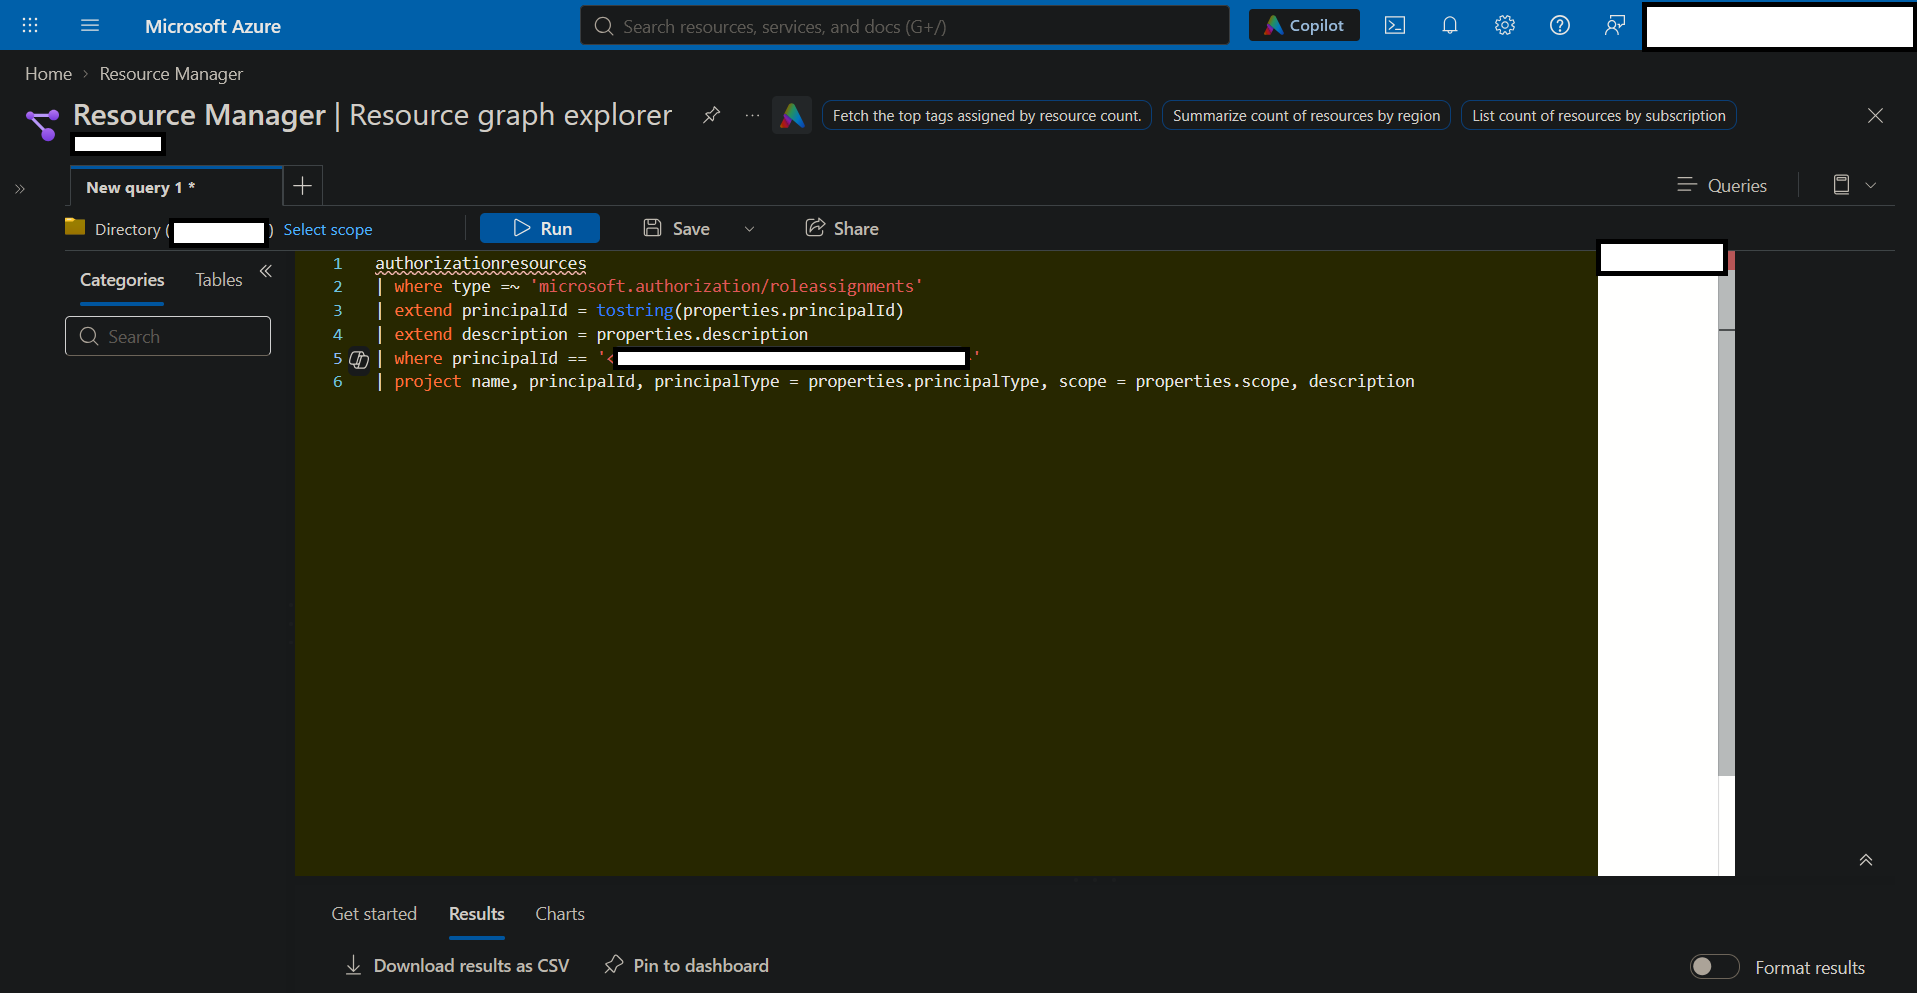 Microsoft Azure
Search resources, services, and docs (G+/)
Copilot
Home > Resource Manager
Resource Manager | Resource graph explorer
...
Fetch the top tags assigned by resource count.
Summarize count of resources by region
List count of resources by subscription
New query 1 *
Queries
Directory ( ) Select scope
Run
Save
Share
Categories
Tables
Search
1 authorizationresources
2 | where type =~ 'microsoft.authorization/roleassignments'
3 | extend principalId = tostring(properties.principalId)
4 | extend description = properties.description
5 | where principalId == '< '
6 | project name, principalId, principalType = properties.principalType, scope = properties.scope, description
Get started
Results
Charts
Download results as CSV
Pin to dashboard
Format results